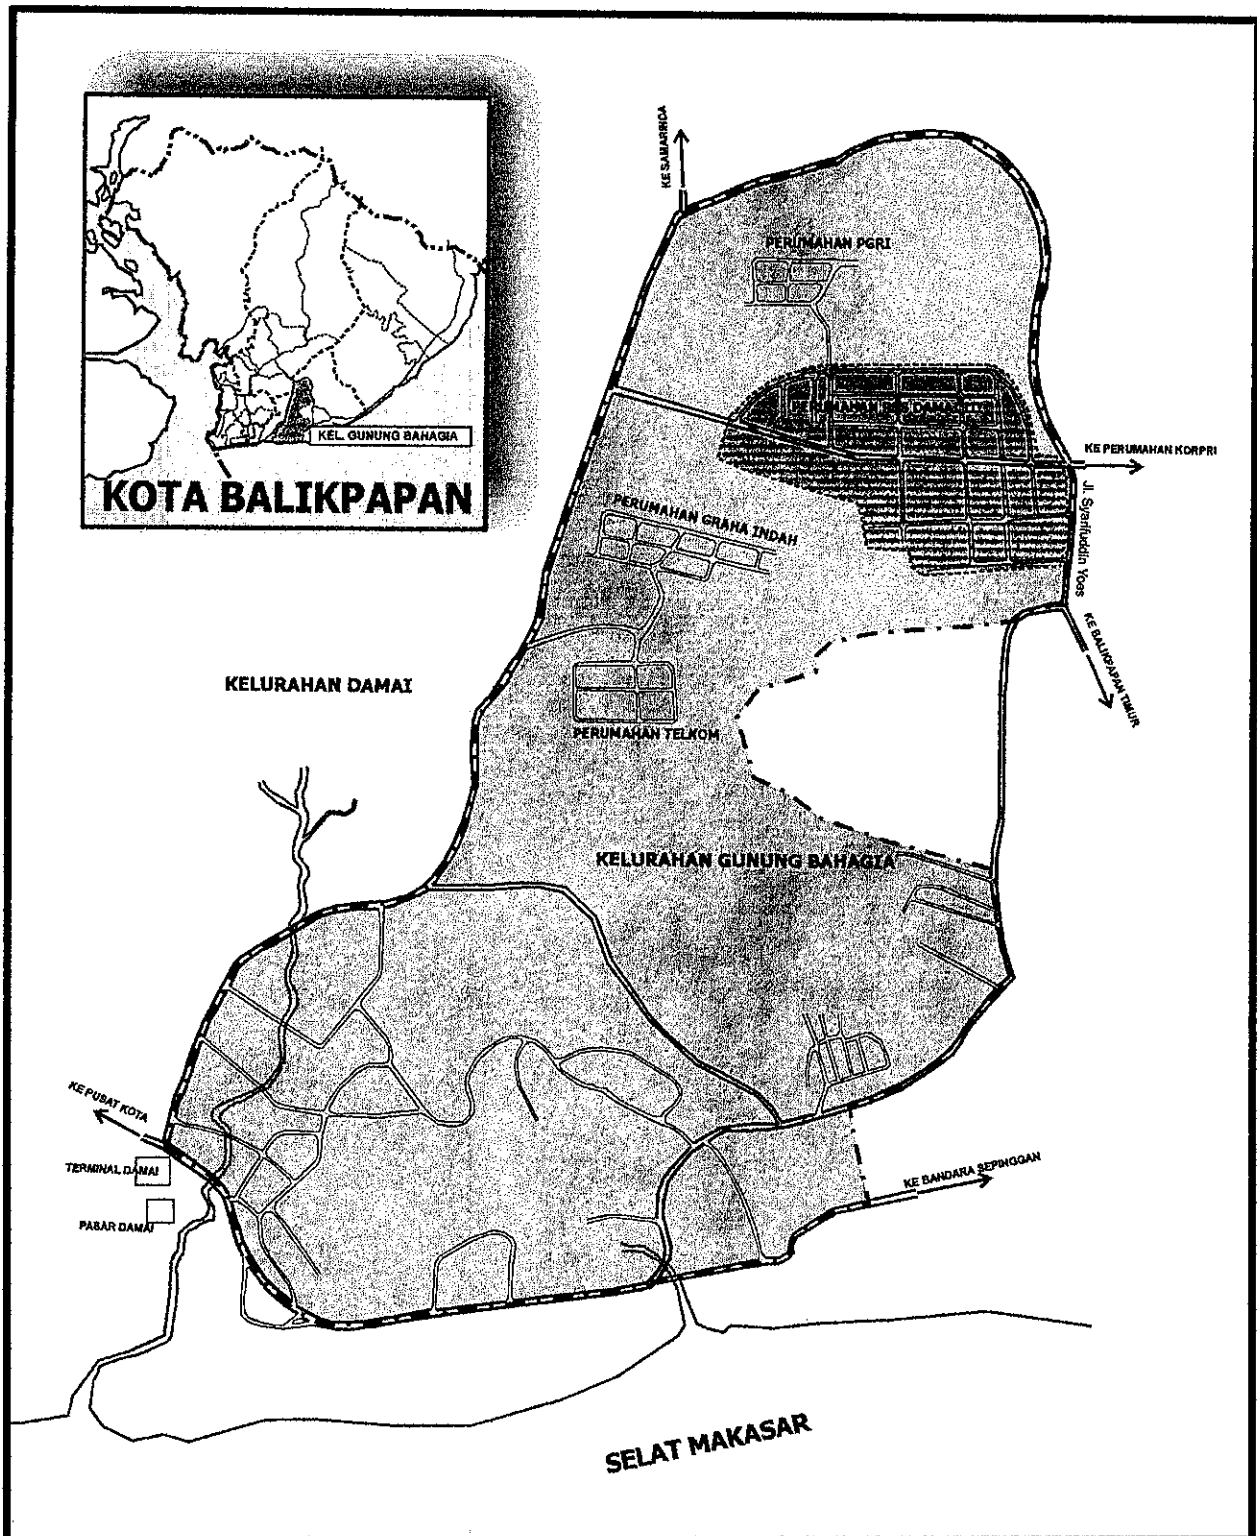 KE SAMARINDA
PERUMAHAN PGRI
KEL. GUNUNG BAHAGIA
KOTA BALIKPAPAN
PERUMAHAN
DAMAI
KE PERUMAHAN KORPRI
Jl. Syarifuddin Yoes
PERUMAHAN GRAHA INDAH
KE BALIKPAPAN TIMUR
KELURAHAN DAMAI
PERUMAHAN TELKOM
KELURAHAN GUNUNG BAHAGIA
KE PUSAT KOTA
TERMINAL DAMAI
KE BANDARA SEPINGGAN
PASAR DAMAI
SELAT MAKASAR